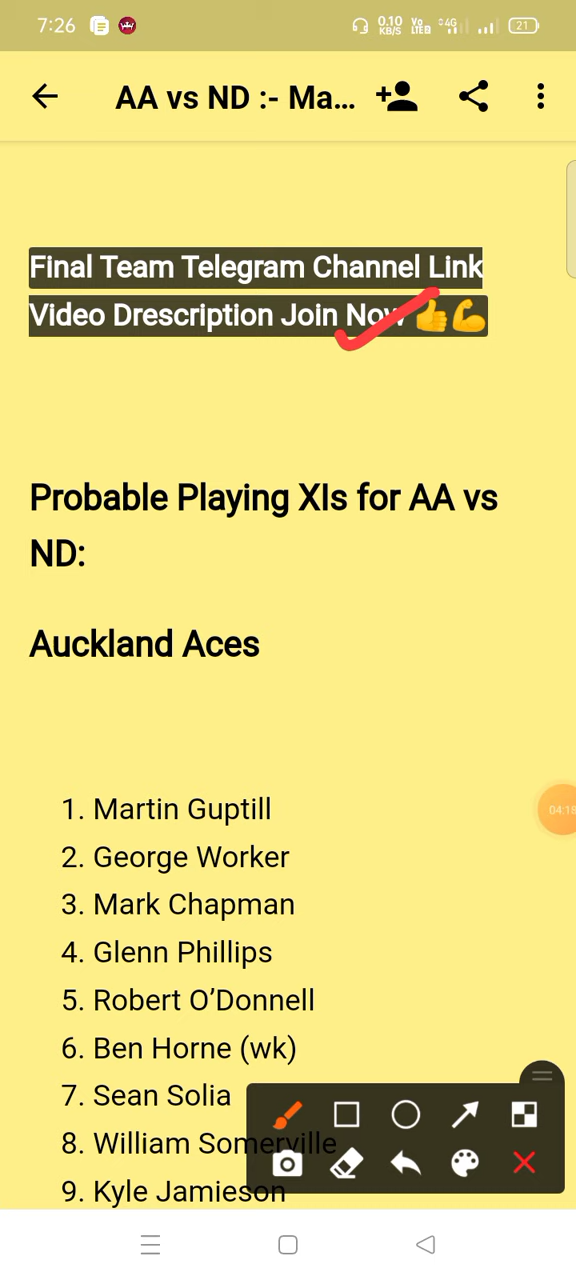 7:26 0.10 KB/S Vo LTE 4G 21
AA vs ND :- Ma...
Final Team Telegram Channel Link
Video Drescription Join Now 👍💪
Probable Playing XIs for AA vs
ND:
Auckland Aces
1. Martin Guptill
2. George Worker
3. Mark Chapman
04:18
4. Glenn Phillips
5. Robert O’Donnell
6. Ben Horne (wk)
7. Sean Solia
8. William Somerville
9. Kyle Jamieson